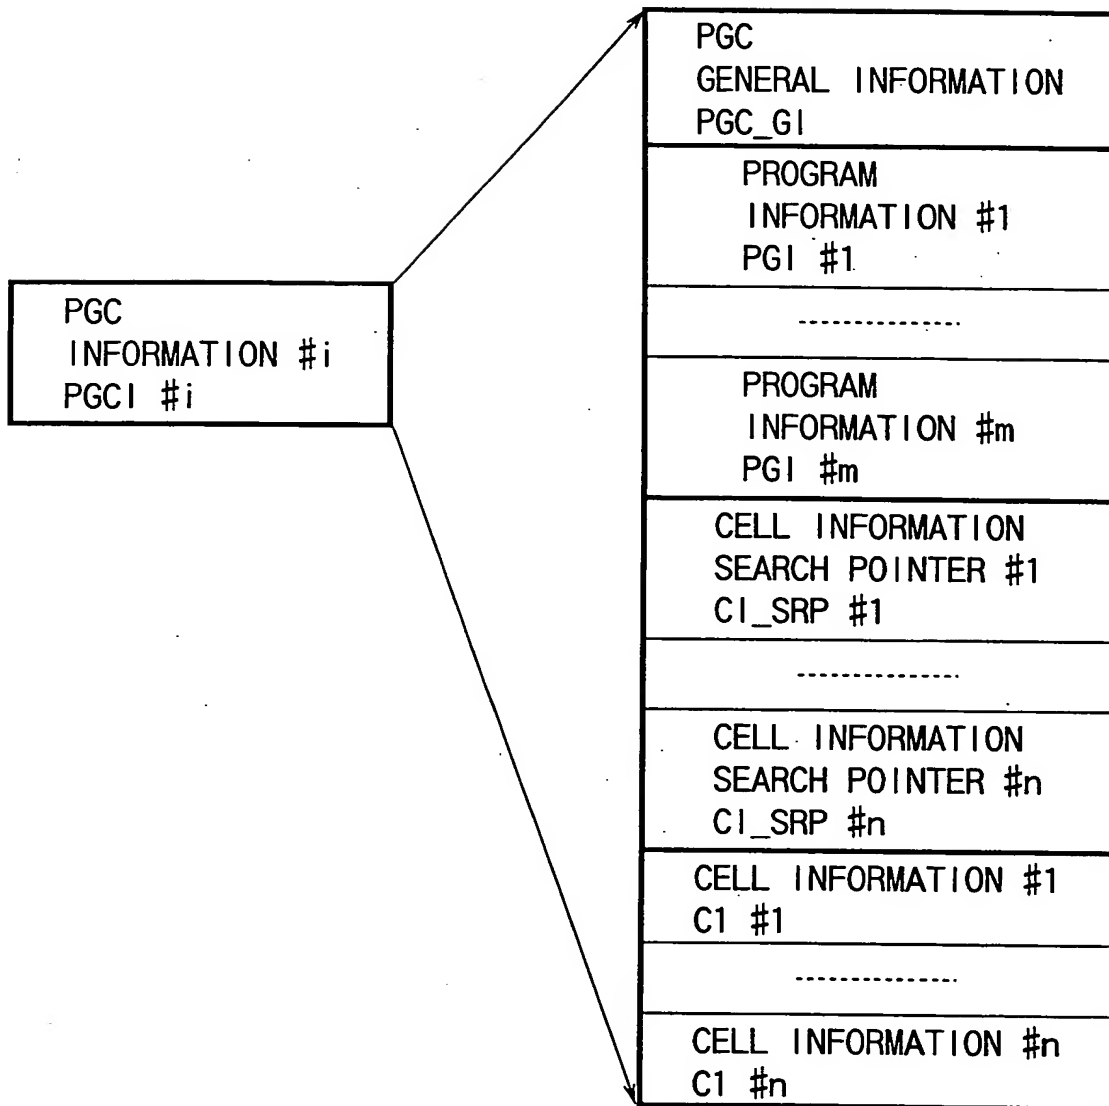 PGC
INFORMATION #i
PGCI #i
PGC
GENERAL INFORMATION
PGC_GI
PROGRAM
INFORMATION #1
PGI #1
PROGRAM
INFORMATION #m
PGI #m
CELL INFORMATION
SEARCH POINTER #1
CI_SRP #1
CELL INFORMATION
SEARCH POINTER #n
CI_SRP #n
CELL INFORMATION #1
C1 #1
CELL INFORMATION #n
C1 #n